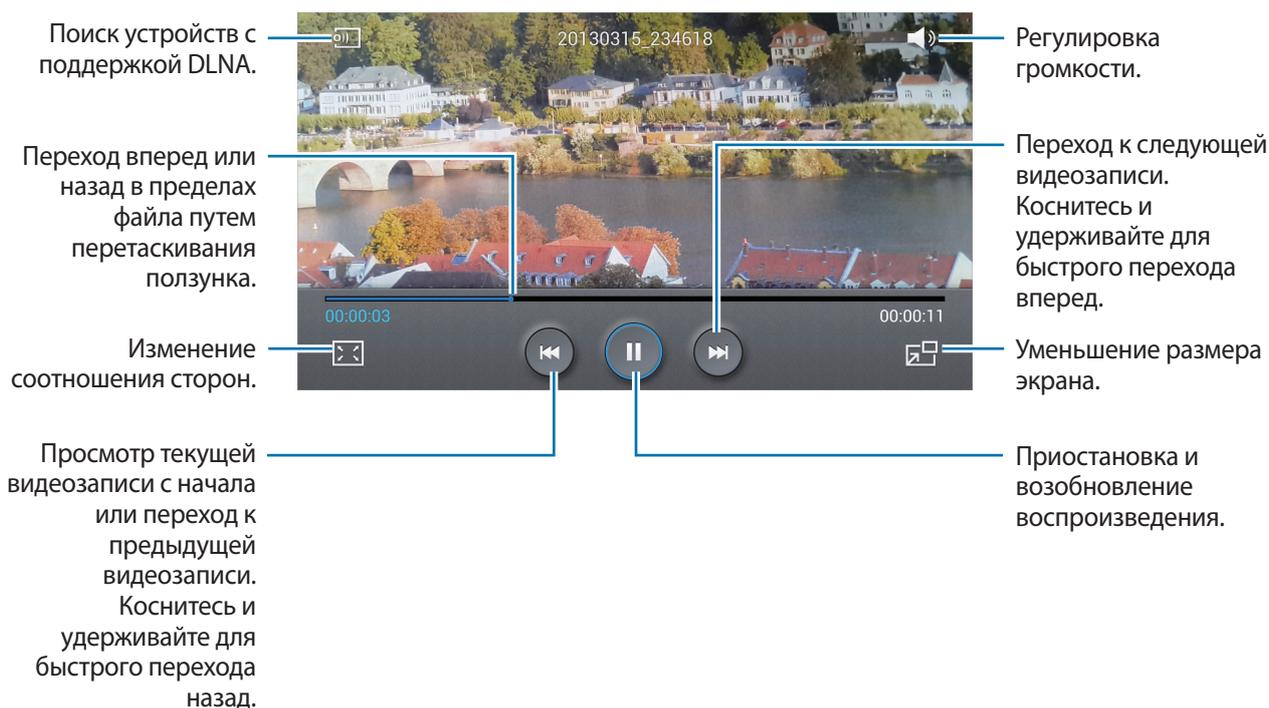 Поиск устройств с
поддержкой DLNA.
20130315_234618
Регулировка
громкости.
Переход вперед или
назад в пределах
файла путем
перетаскивания
ползунка.
Переход к следующей
видеозаписи.
Коснитесь и
удерживайте для
быстрого перехода
вперед.
00:00:03
00:00:11
Изменение
соотношения сторон.
Уменьшение размера
экрана.
Просмотр текущей
видеозаписи с начала
или переход к
предыдущей
видеозаписи.
Коснитесь и
удерживайте для
быстрого перехода
назад.
Приостановка и
возобновление
воспроизведения.